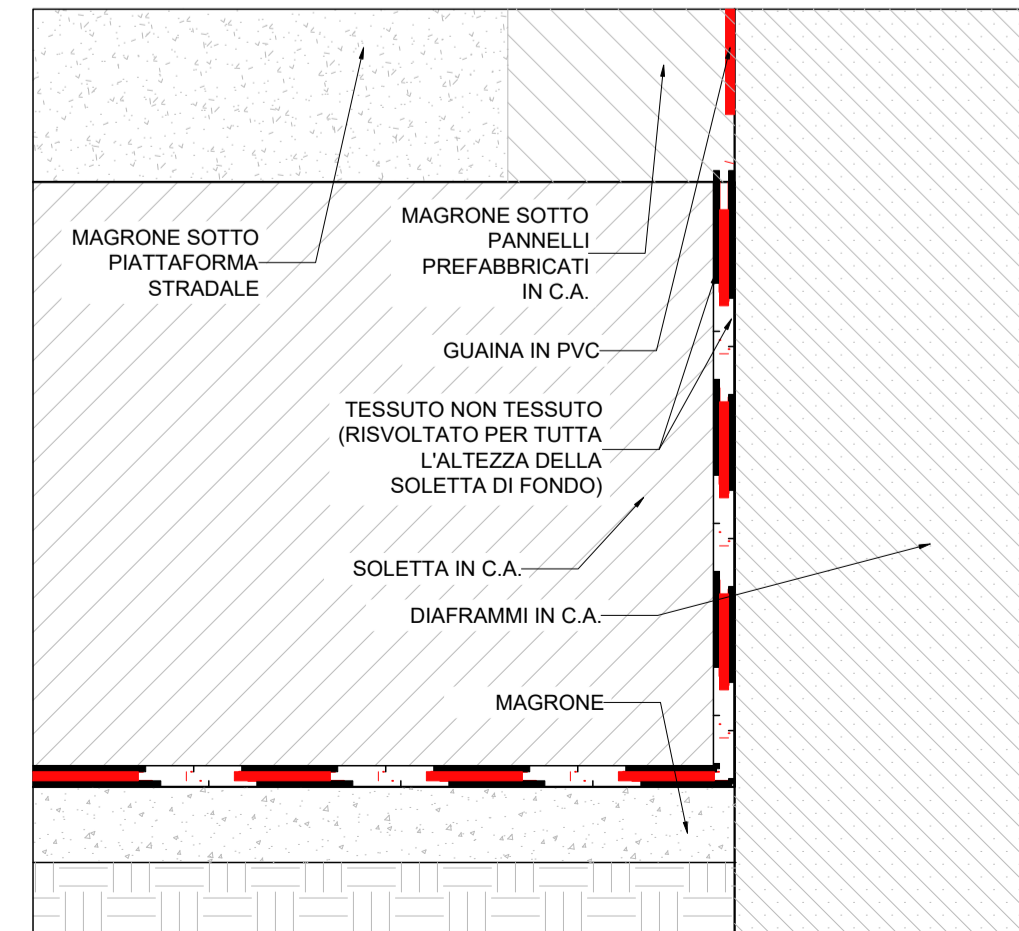 MAGRONE SOTTO
PIATTAFORMA
STRADALE
MAGRONE SOTTO
PANNELLI
PREFABBRICATI
IN C.A.
GUAINA IN PVC
TESSUTO NON TESSUTO
(RISVOLTATO PER TUTTA
L'ALTEZZA DELLA
SOLETTA DI FONDO)
SOLETTA IN C.A.
DIAFRAMMI IN C.A.
MAGRONE